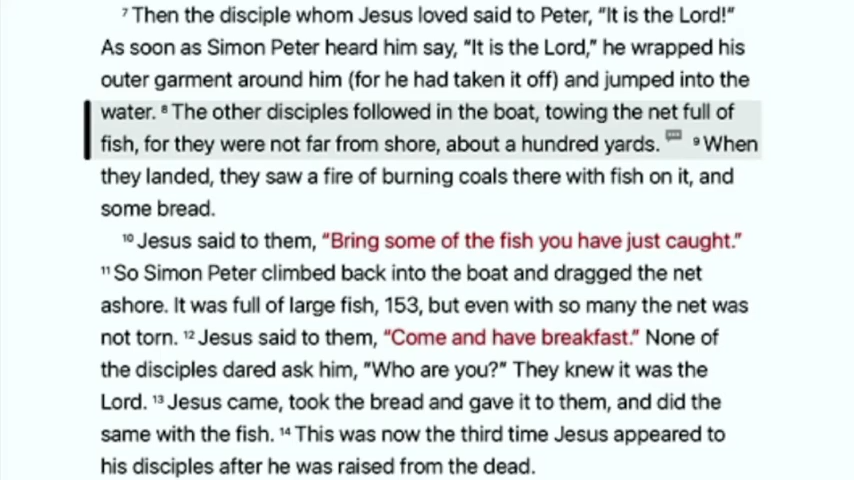 7 Then the disciple whom Jesus loved said to Peter, “It is the Lord!”
As soon as Simon Peter heard him say, “It is the Lord,” he wrapped his
outer garment around him (for he had taken it off) and jumped into the
water. 8 The other disciples followed in the boat, towing the net full of
fish, for they were not far from shore, about a hundred yards. 9 When
they landed, they saw a fire of burning coals there with fish on it, and
some bread.
10 Jesus said to them, “Bring some of the fish you have just caught.”
11 So Simon Peter climbed back into the boat and dragged the net
ashore. It was full of large fish, 153, but even with so many the net was
not torn. 12 Jesus said to them, “Come and have breakfast.” None of
the disciples dared ask him, “Who are you?” They knew it was the
Lord. 13 Jesus came, took the bread and gave it to them, and did the
same with the fish. 14 This was now the third time Jesus appeared to
his disciples after he was raised from the dead.